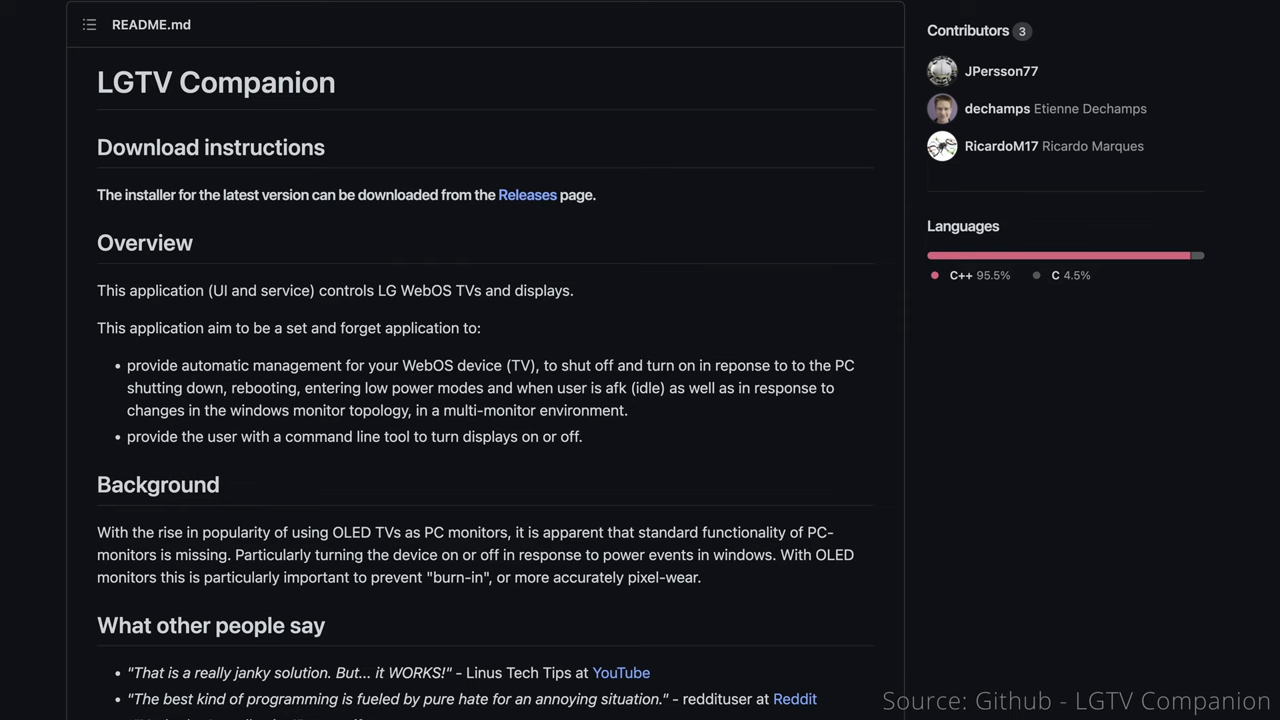 README.md
LGTV Companion
Download instructions
The installer for the latest version can be downloaded from the Releases page.
Overview
This application (UI and service) controls LG WebOS TVs and displays.
This application aim to be a set and forget application to:
• provide automatic management for your WebOS device (TV), to shut off and turn on in reponse to to the PC
shutting down, rebooting, entering low power modes and when user is afk (idle) as well as in response to
changes in the windows monitor topology, in a multi-monitor environment.
• provide the user with a command line tool to turn displays on or off.
Background
With the rise in popularity of using OLED TVs as PC monitors, it is apparent that standard functionality of PC-
monitors is missing. Particularly turning the device on or off in response to power events in windows. With OLED
monitors this is particularly important to prevent "burn-in", or more accurately pixel-wear.
What other people say
• "That is a really janky solution. But... it WORKS!" - Linus Tech Tips at YouTube
• "The best kind of programming is fueled by pure hate for an annoying situation." - reddituser at Reddit
Contributors 3
JPersson77
dechamps Etienne Dechamps
RicardoM17 Ricardo Marques
Languages
C++ 95.5% C 4.5%
Source: Github - LGTV Companion